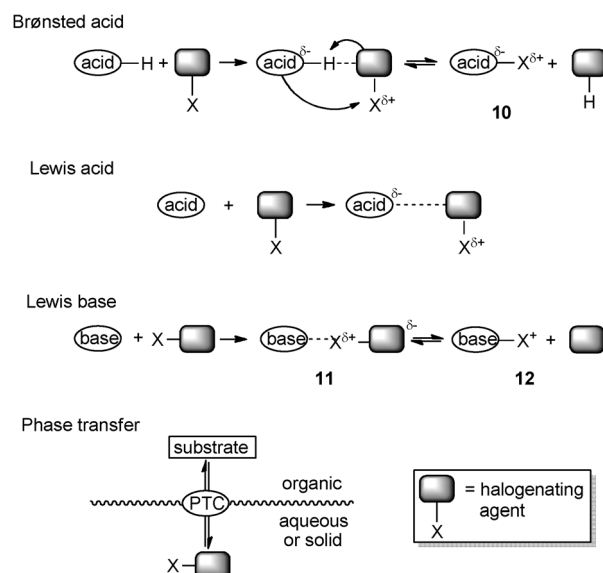 Brønsted acid
acid H + X acid δ- H X δ+ acid δ- X δ+ + H
10
Lewis acid
acid + X acid δ- X δ+
Lewis base
base + X base X δ+ δ- base X+ +
11 12
Phase transfer
substrate
organic
PTC
aqueous
or solid
X
= halogenating
agent
X